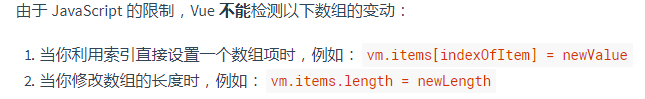 由于 JavaScript 的限制，Vue 不能检测以下数组的变动：
1. 当你利用索引直接设置一个数组项时，例如： vm.items[indexOfItem] = newValue
2. 当你修改数组的长度时，例如： vm.items.length = newLength